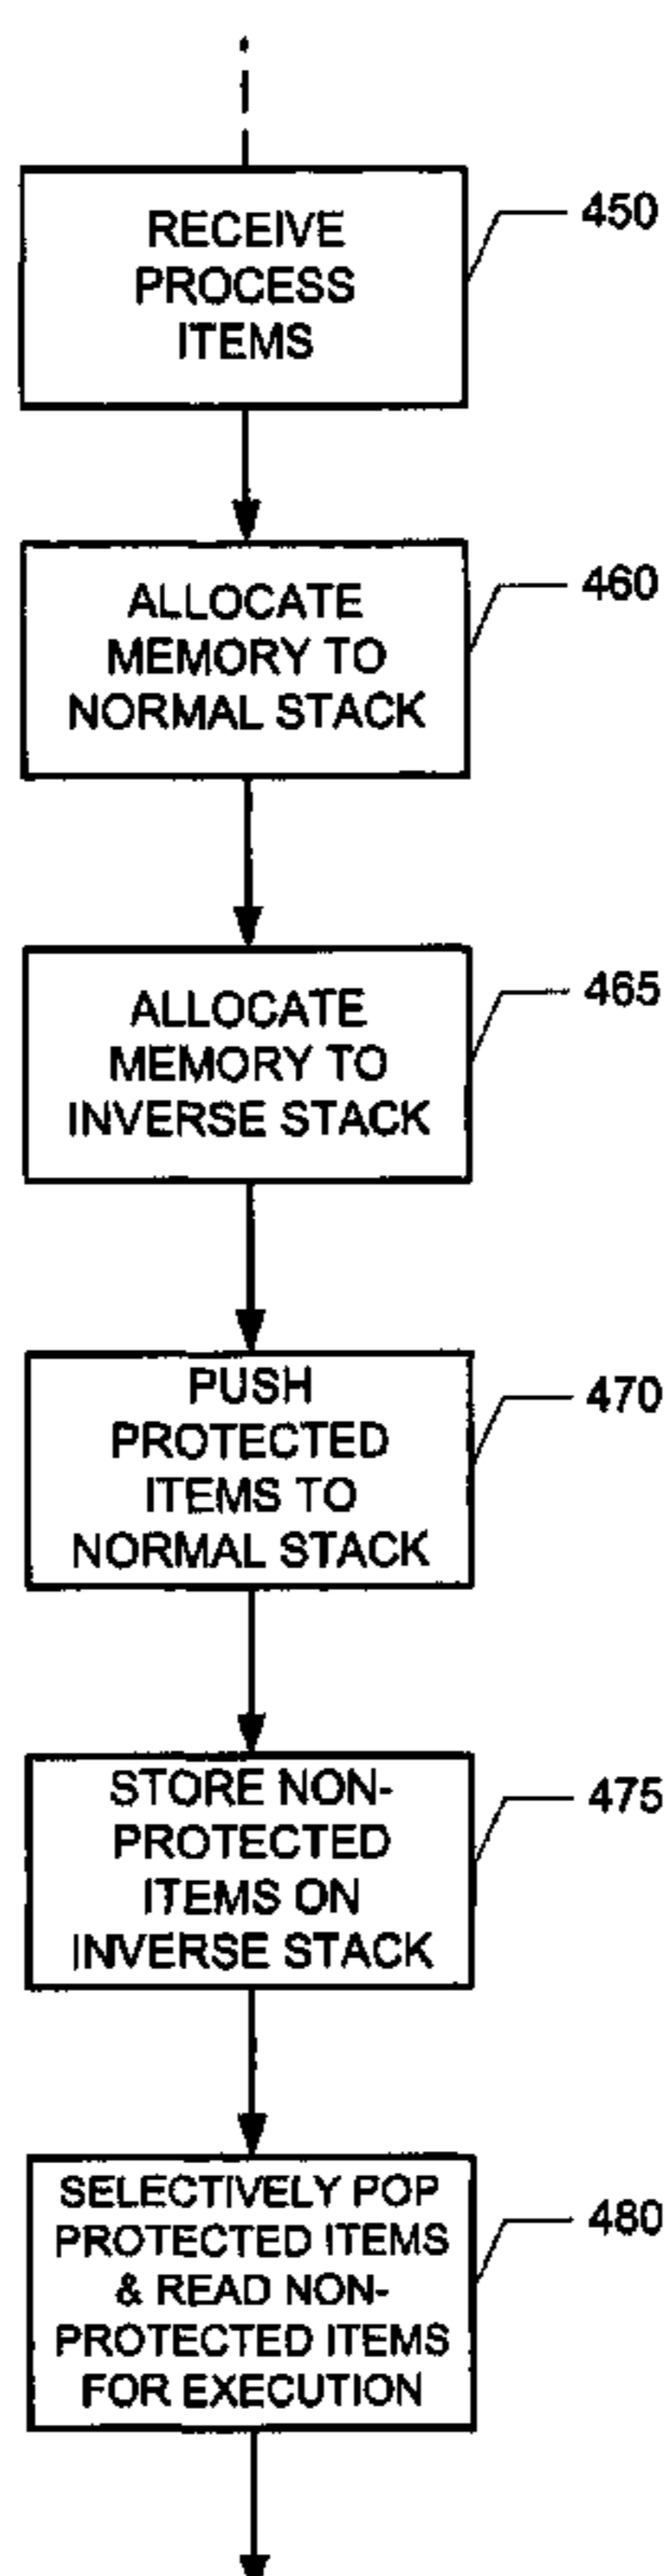 RECEIVE
PROCESS
ITEMS
450
ALLOCATE
MEMORY TO
NORMAL STACK
460
ALLOCATE
MEMORY TO
INVERSE STACK
465
PUSH
PROTECTED
ITEMS TO
NORMAL STACK
470
STORE NON-
PROTECTED
ITEMS ON
INVERSE STACK
475
SELECTIVELY POP
PROTECTED ITEMS
& READ NON-
PROTECTED ITEMS
FOR EXECUTION
480